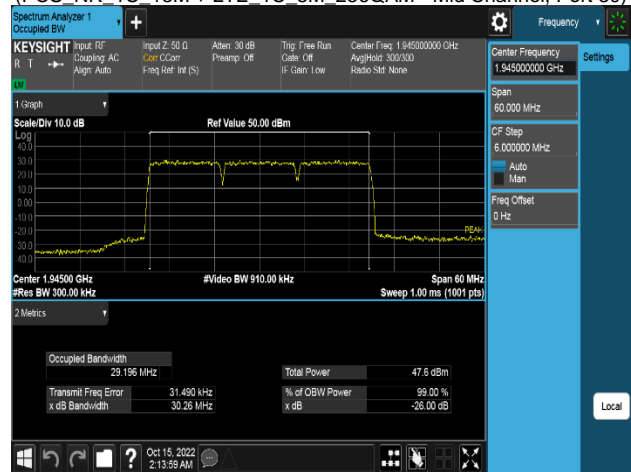 Spectrum Analyzer 1
Occupied BW
Frequency
KEYSIGHT
R T
LW
Input: RF
Coupling: AC
Align: Auto
Input Z: 50 Ω
Corr CCorr
Freq Ref: Int (S)
Atten: 30 dB
Preamp: Off
Trig: Free Run
Gate: Off
IF Gain: Low
Center Freq: 1.945000000 GHz
Avg|Hold: 300/300
Radio Std: None
Center Frequency
1.945000000 GHz
Settings
Span
60.000 MHz
CF Step
6.000000 MHz
Auto
Man
Freq Offset
0 Hz
1 Graph
Scale/Div 10.0 dB
Ref Value 50.00 dBm
Log
40.0
30.0
20.0
10.0
0.00
-10.0
-20.0
-30.0
-40.0
PEAK
Center 1.94500 GHz
#Video BW 910.00 kHz
Span 60 MHz
#Res BW 300.00 kHz
Sweep 1.00 ms (1001 pts)
2 Metrics
Occupied Bandwidth
29.196 MHz
Total Power 47.6 dBm
Transmit Freq Error 31.490 kHz
% of OBW Power 99.00 %
x dB Bandwidth 30.26 MHz
x dB -26.00 dB
Local
?
Oct 15, 2022
2:13:59 AM